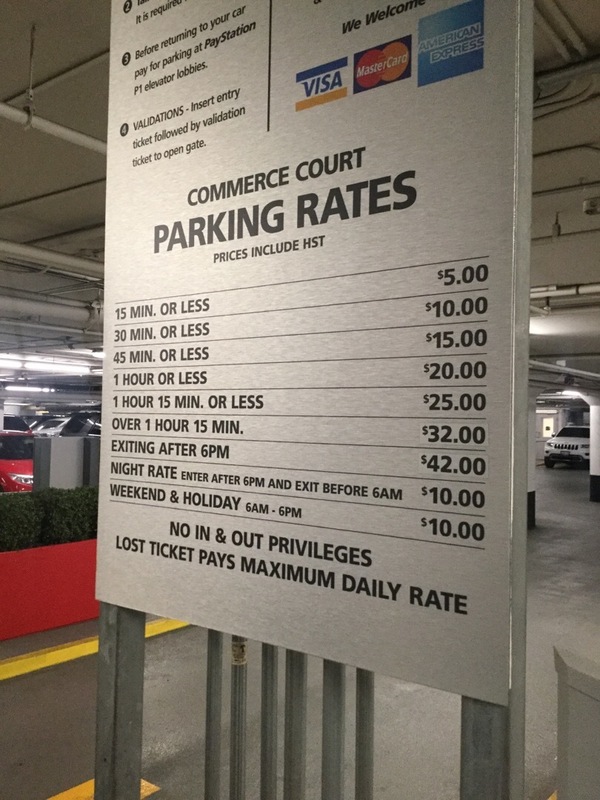 ❷
It is required
❸ Before returning to your car
pay for parking at PayStation
P1 elevator lobbies.
❹ VALIDATIONS - Insert entry
ticket followed by validation
ticket to open gate.
We Welcome
VISA
MasterCard
AMERICAN
EXPRESS
COMMERCE COURT
PARKING RATES
PRICES INCLUDE HST
15 MIN. OR LESS $5.00
30 MIN. OR LESS $10.00
45 MIN. OR LESS $15.00
1 HOUR OR LESS $20.00
1 HOUR 15 MIN. OR LESS $25.00
OVER 1 HOUR 15 MIN. $32.00
EXITING AFTER 6PM $42.00
NIGHT RATE ENTER AFTER 6PM AND EXIT BEFORE 6AM $10.00
WEEKEND & HOLIDAY 6AM - 6PM $10.00
NO IN & OUT PRIVILEGES
LOST TICKET PAYS MAXIMUM DAILY RATE